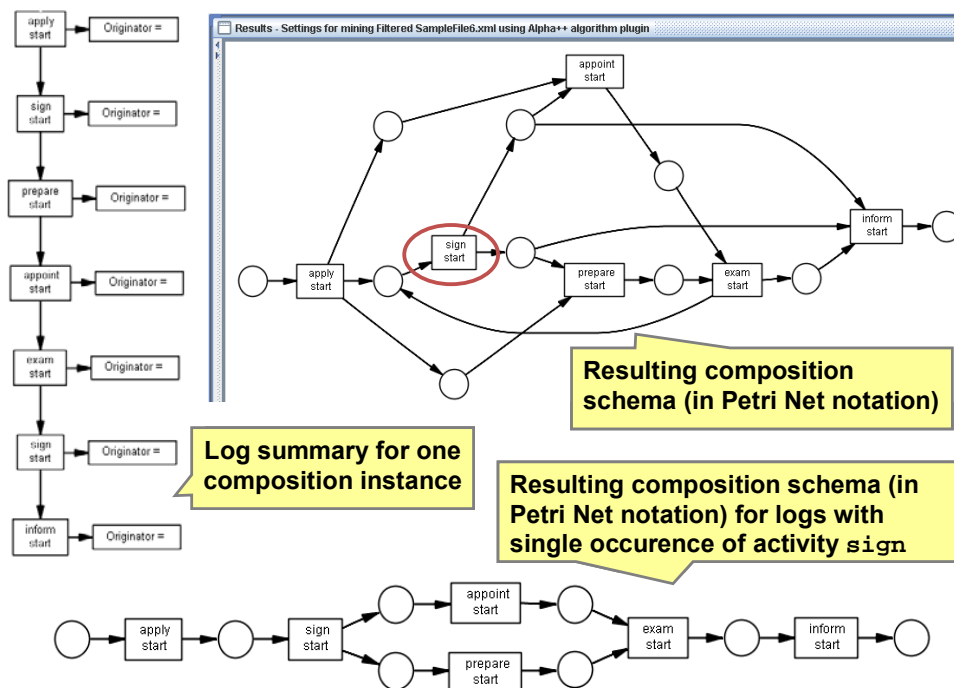 apply
start
Originator =
sign
start
Originator =
prepare
start
Originator =
appoint
start
Originator =
exam
start
Originator =
sign
start
Originator =
inform
start
Originator =
Results - Settings for mining Filtered SampleFile6.xml using Alpha++ algorithm plugin
appoint
start
sign
start
inform
start
apply
start
prepare
start
exam
start
Resulting composition
schema (in Petri Net notation)
Log summary for one
composition instance
Resulting composition schema (in
Petri Net notation) for logs with
single occurence of activity sign
apply
start
sign
start
appoint
start
prepare
start
exam
start
inform
start